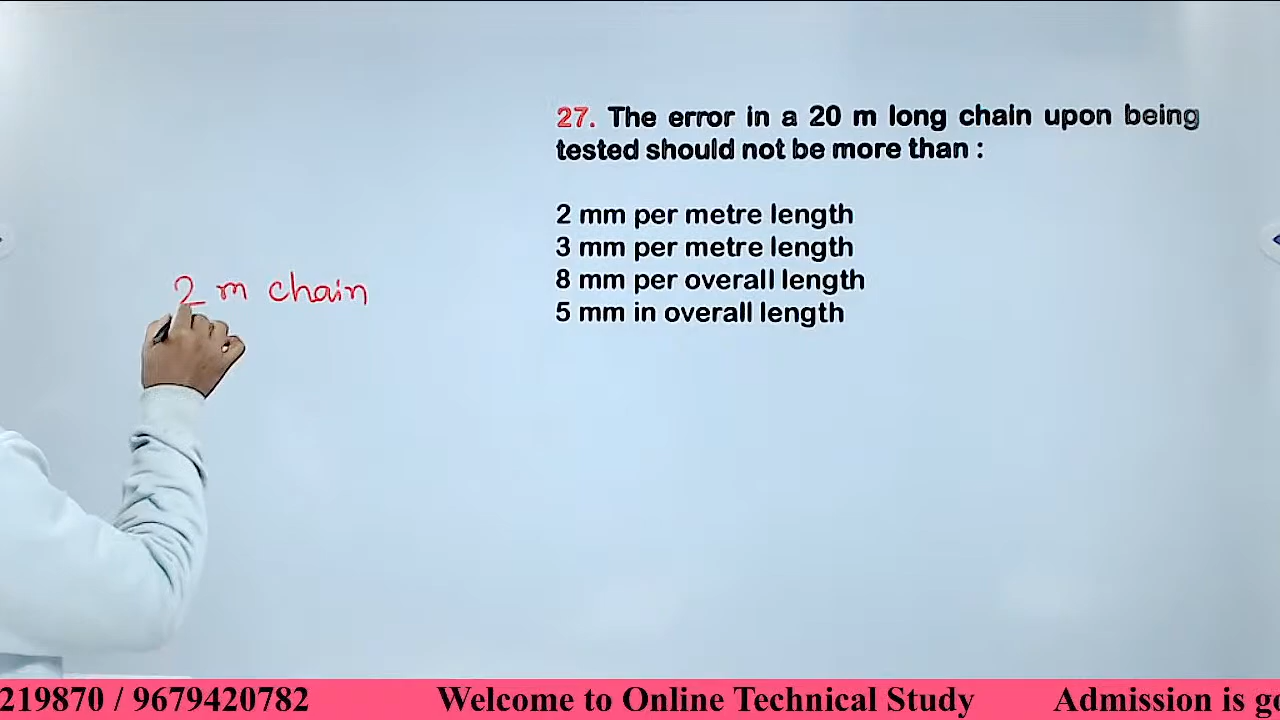 27. The error in a 20 m long chain upon being
tested should not be more than :
2 mm per metre length
3 mm per metre length
8 mm per overall length
5 mm in overall length
2 m chain
219870 / 9679420782 Welcome to Online Technical Study Admission is